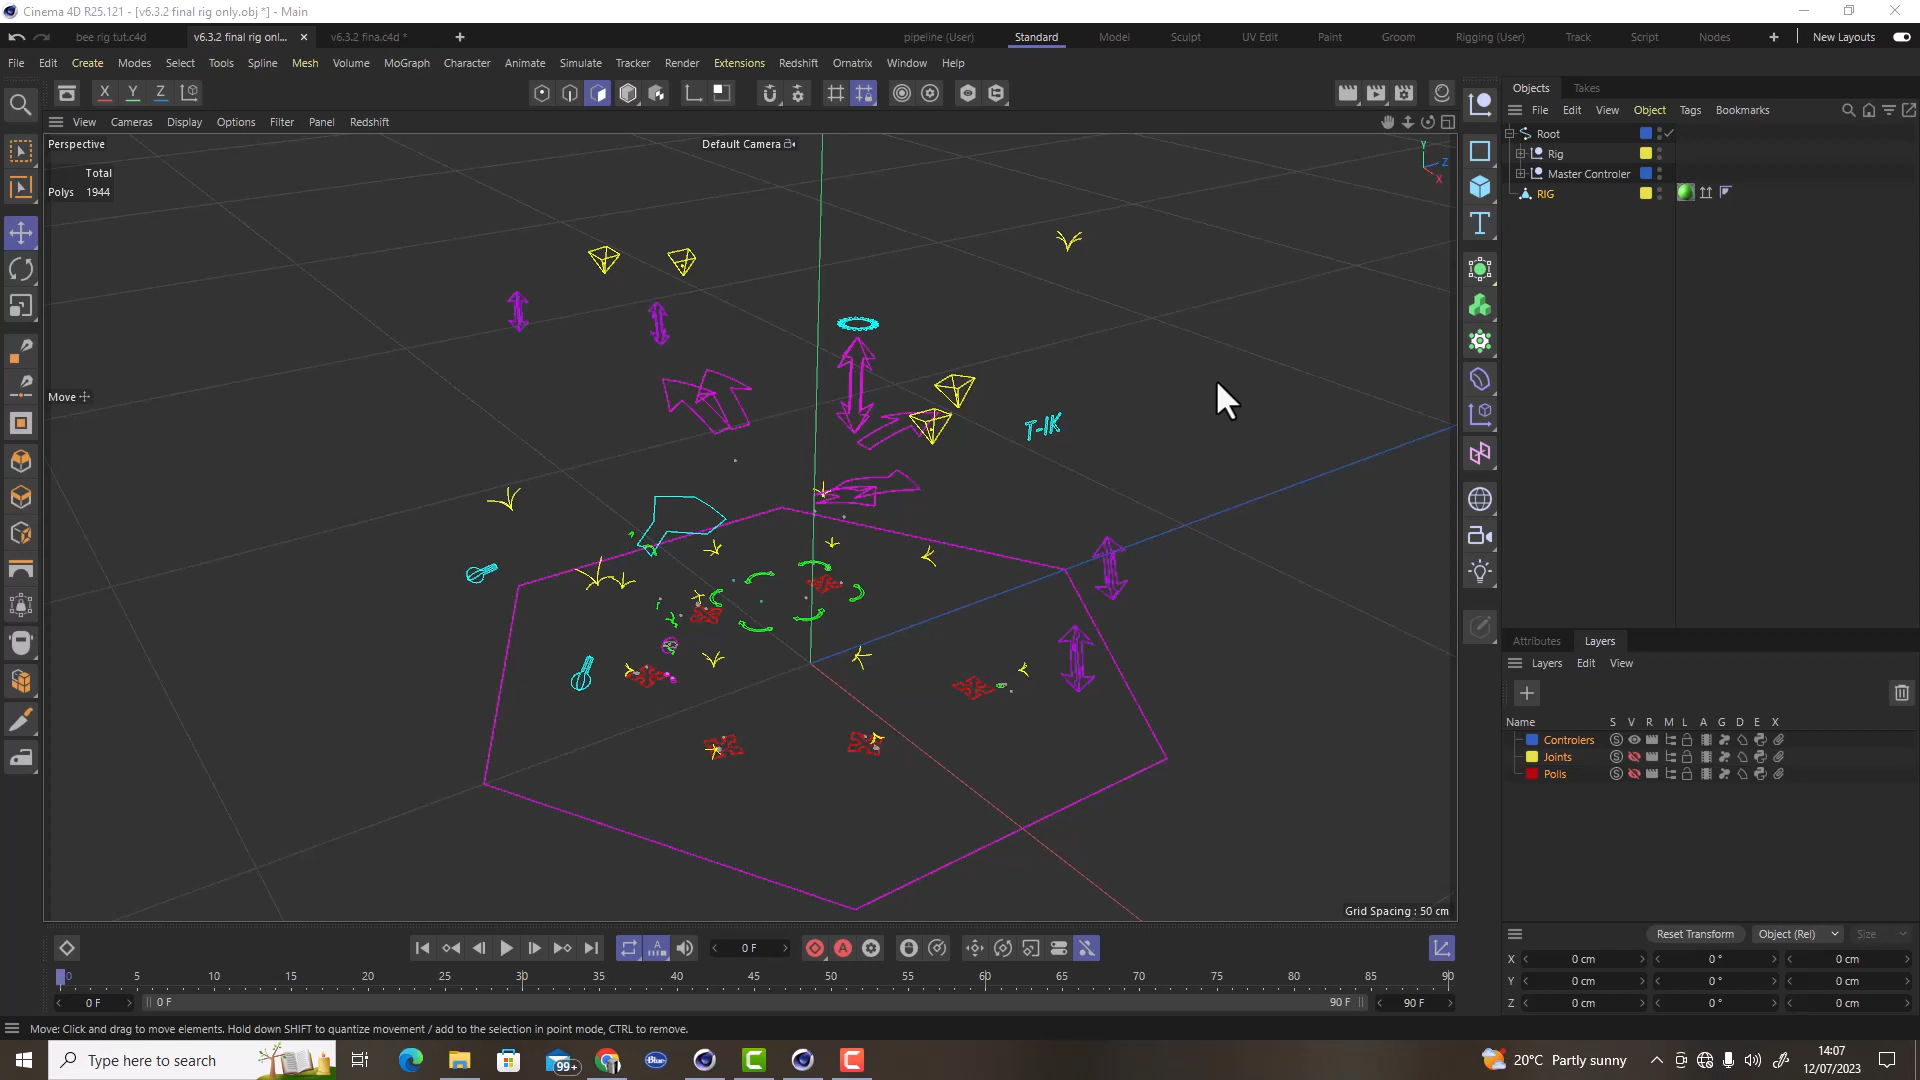 Cinema 4D R25.121 - [v6.3.2 final rig only.obj *] - Main
bee rig tut.c4d
v6.3.2 final rig onl...
v6.3.2 fina.c4d *
pipeline (User)
Standard
Model
Sculpt
UV Edit
Paint
Groom
Rigging (User)
Track
Script
Nodes
New Layouts
File Edit Create Modes Select Tools Spline Mesh Volume MoGraph Character Animate Simulate Tracker Render Extensions Redshift Ornatrix Window Help
X Y Z
Objects Takes
File Edit View Object Tags Bookmarks
View Cameras Display Options Filter Panel Redshift
Perspective
Default Camera
Total
Polys 1944
Y
Z
X
Root
Rig
Master Controler
RIG
Move
T-IK
Grid Spacing : 50 cm
Attributes Layers
Layers Edit View
Name S V R M L A G D E X
Controlers
Joints
Polls
Reset Transform Object (Rel) Size
X 0 cm 0 ° 0 cm
Y 0 cm 0 ° 0 cm
Z 0 cm 0 ° 0 cm
0 F
0 5 10 15 20 25 30 35 40 45 50 55 60 65 70 75 80 85 90
0 F 0 F 90 F 90 F
Move: Click and drag to move elements. Hold down SHIFT to quantize movement / add to the selection in point mode, CTRL to remove.
Type here to search
99+
Blue
20°C Partly sunny
14:07
12/07/2023